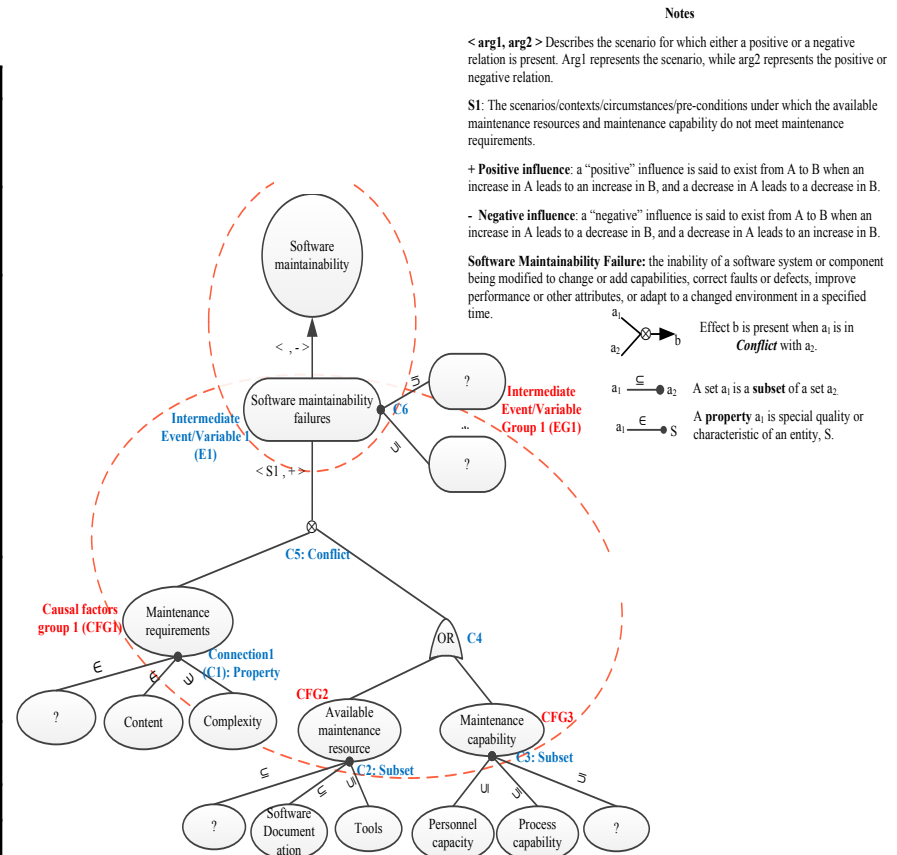 Notes
< arg1, arg2 > Describes the scenario for which either a positive or a negative
relation is present. Arg1 represents the scenario, while arg2 represents the positive or
negative relation.
S1: The scenarios/contexts/circumstances/pre-conditions under which the available
maintenance resources and maintenance capability do not meet maintenance
requirements.
+ Positive influence: a “positive” influence is said to exist from A to B when an
increase in A leads to an increase in B, and a decrease in A leads to a decrease in B.
- Negative influence: a “negative” influence is said to exist from A to B when an
increase in A leads to a decrease in B, and a decrease in A leads to an increase in B.
Software Maintainability Failure: the inability of a software system or component
being modified to change or add capabilities, correct faults or defects, improve
performance or other attributes, or adapt to a changed environment in a specified
time.
a1
a2
b
Effect b is present when a1 is in
Conflict with a2.
a1 ⊆ a2
A set a1 is a subset of a set a2.
a1 ∈ S
A property a1 is special quality or
characteristic of an entity, S.
Software
maintainability
< , - >
Software maintainability
failures
Intermediate
Event/Variable 1
(E1)
C6
⊆
?
...
⊆
?
Intermediate
Event/Variable
Group 1 (EG1)
< S1 , + >
C5: Conflict
Causal factors
group 1 (CFG1)
Maintenance
requirements
Connection1
(C1): Property
∈
∈
∈
?
Content
Complexity
OR
C4
CFG2
Available
maintenance
resource
C2: Subset
⊆
⊆
⊆
?
Software
Document
ation
Tools
Maintenance
capability
CFG3
C3: Subset
⊆
⊆
⊆
Personnel
capacity
Process
capability
?